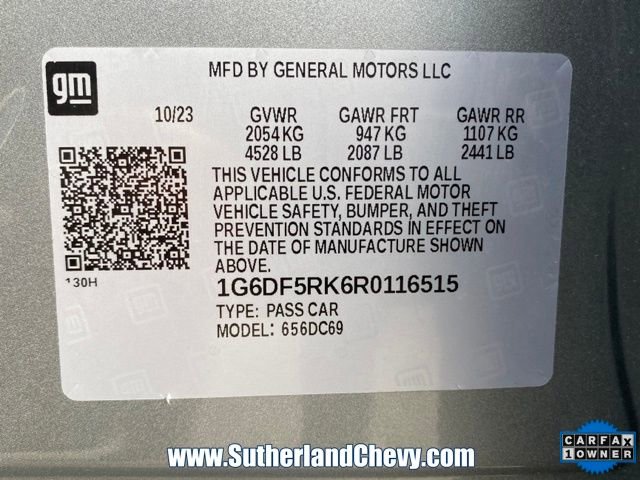 gm
MFD BY GENERAL MOTORS LLC
10/23 GVWR GAWR FRT GAWR RR
2054 KG 947 KG 1107 KG
4528 LB 2087 LB 2441 LB
THIS VEHICLE CONFORMS TO ALL
APPLICABLE U.S. FEDERAL MOTOR
VEHICLE SAFETY, BUMPER, AND THEFT
PREVENTION STANDARDS IN EFFECT ON
THE DATE OF MANUFACTURE SHOWN
ABOVE.
130H
1G6DF5RK6R0116515
TYPE: PASS CAR
MODEL: 656DC69
www.SutherlandChevy.com
CARFAX
1 OWNER